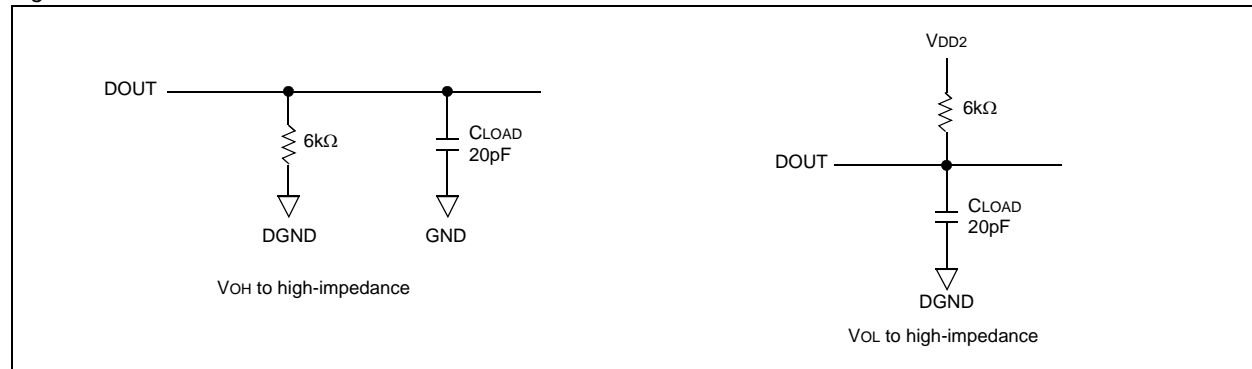 DOUT
6kΩ
CLOAD
20pF
DGND
GND
VOH to high-impedance
VDD2
6kΩ
DOUT
CLOAD
20pF
DGND
VOL to high-impedance